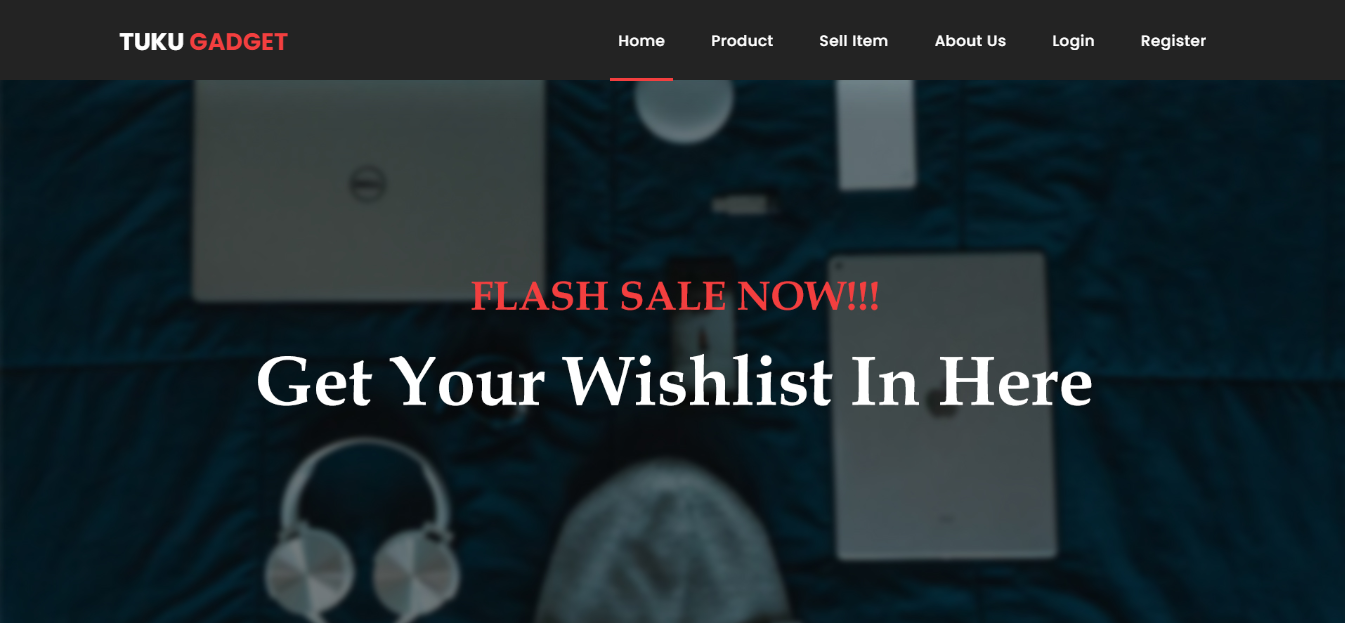 TUKU GADGET
Home Product Sell Item About Us Login Register
FLASH SALE NOW!!!
Get Your Wishlist In Here